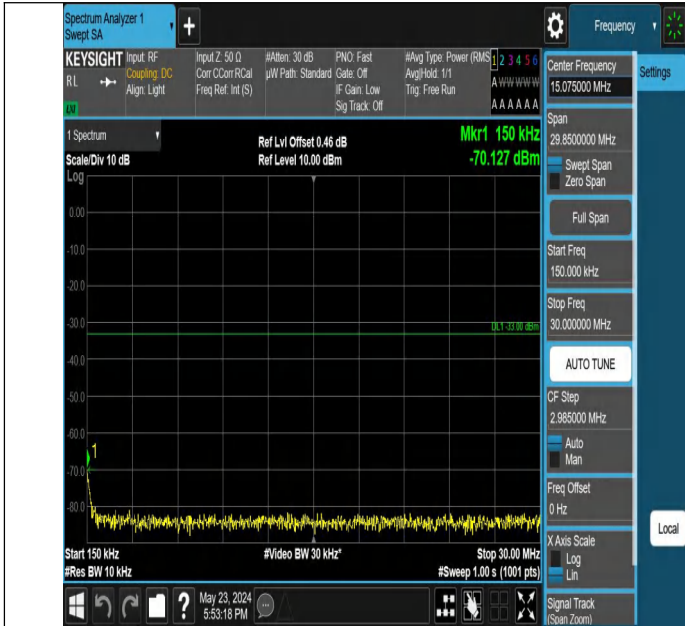 Spectrum Analyzer 1
Swept SA
+
Frequency
KEYSIGHT
RL
Input: RF
Coupling: DC
Align: Light
Input Z: 50 Ω
Corr CCorr RCal
Freq Ref: Int (S)
#Atten: 30 dB
µW Path: Standard
PNO: Fast
Gate: Off
IF Gain: Low
Sig Track: Off
#Avg Type: Power (RMS
Avg|Hold: 1/1
Trig: Free Run
1 2 3 4 5 6
A W W W W W
A A A A A A
1 Spectrum
Scale/Div 10 dB
Log
Ref Lvl Offset 0.46 dB
Ref Level 10.00 dBm
Mkr1 150 kHz
-70.127 dBm
0.00
-10.0
-20.0
-30.0
DL1 -33.00 dBm
-40.0
-50.0
-60.0
1
-70.0
-80.0
Start 150 kHz
#Res BW 10 kHz
#Video BW 30 kHz*
Stop 30.00 MHz
#Sweep 1.00 s (1001 pts)
?
May 23, 2024
5:53:18 PM
Center Frequency
15.075000 MHz
Settings
Span
29.8500000 MHz
Swept Span
Zero Span
Full Span
Start Freq
150.000 kHz
Stop Freq
30.000000 MHz
AUTO TUNE
CF Step
2.985000 MHz
Auto
Man
Freq Offset
0 Hz
X Axis Scale
Log
Lin
Local
Signal Track
(Span Zoom)